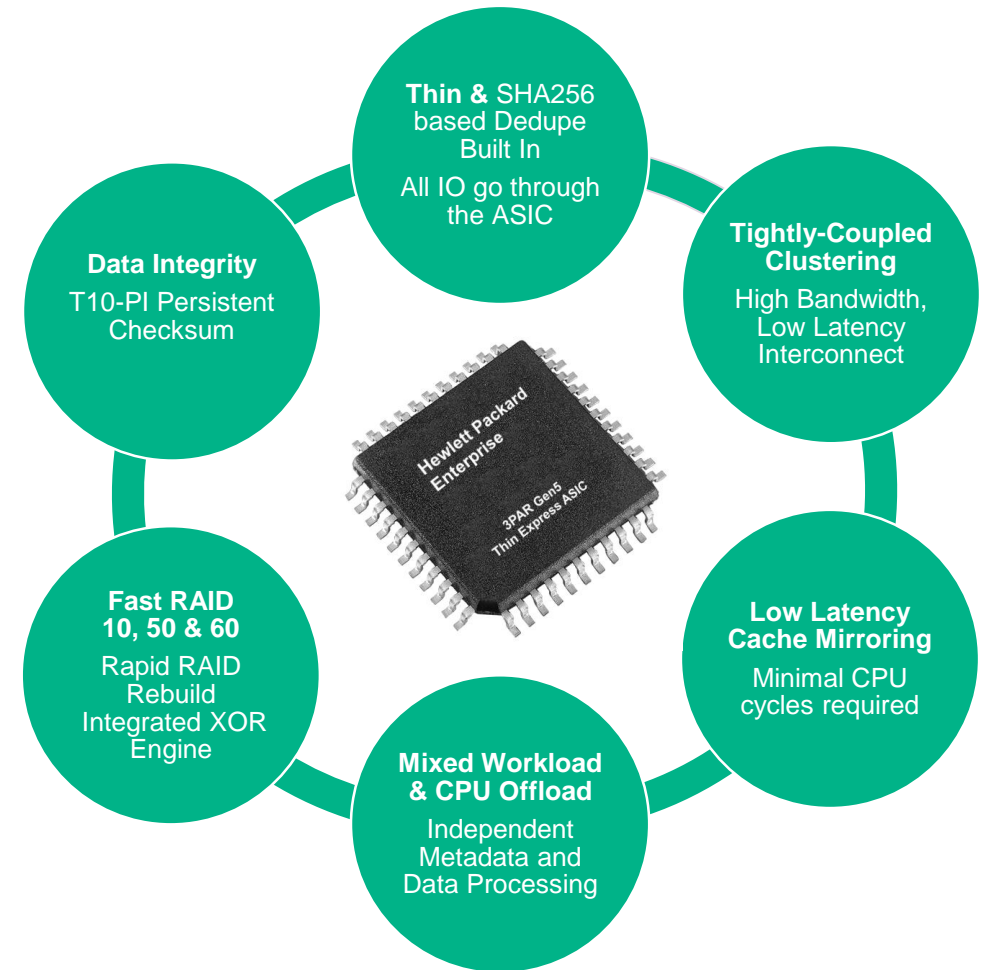 Thin & SHA256
based Dedupe
Built In
All IO go through
the ASIC
Tightly-Coupled
Clustering
High Bandwidth,
Low Latency
Interconnect
Low Latency
Cache Mirroring
Minimal CPU
cycles required
Mixed Workload
& CPU Offload
Independent
Metadata and
Data Processing
Fast RAID
10, 50 & 60
Rapid RAID
Rebuild
Integrated XOR
Engine
Data Integrity
T10-PI Persistent
Checksum
Hewlett Packard
Enterprise
3PAR Gen5
Thin Express ASIC